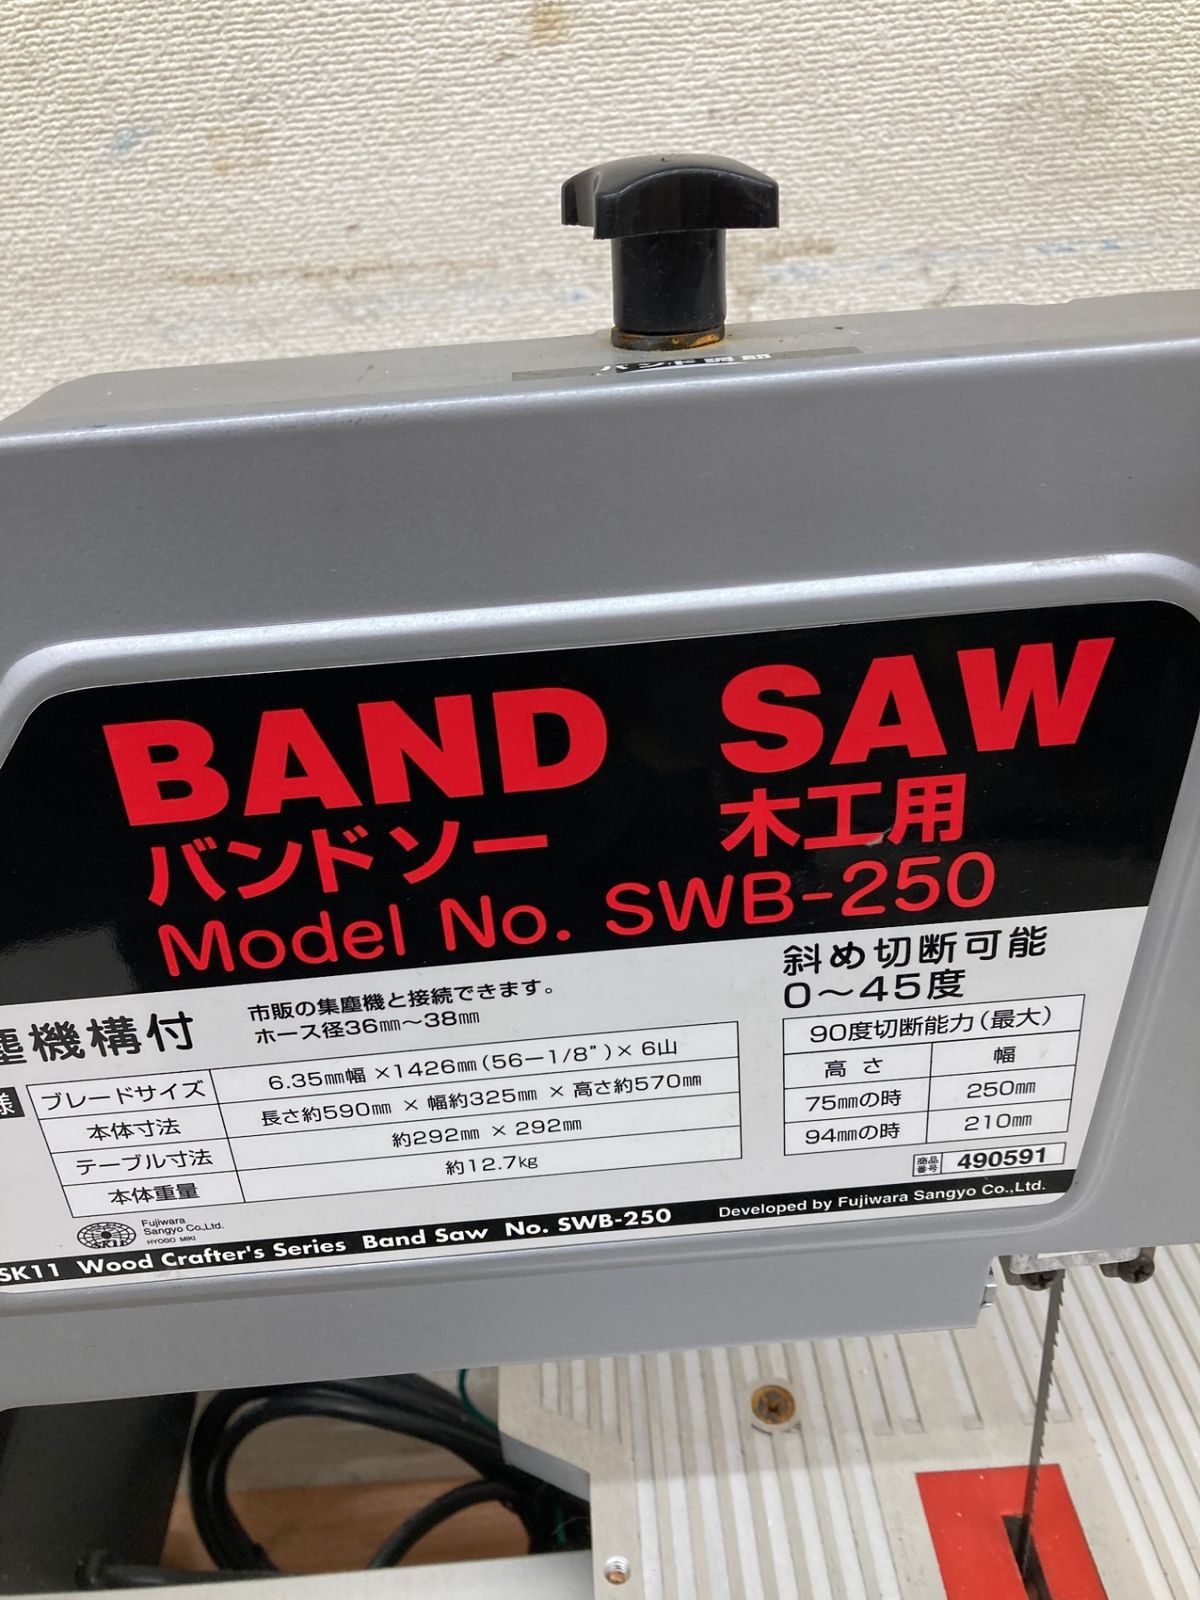 バンド調節
BAND SAW
バンドソー 木工用
Model No. SWB-250
塵機構付
市販の集塵機と接続できます。
ホース径36㎜〜38㎜
斜め切断可能
0〜45度
様
ブレードサイズ 6.35㎜幅 ×1426㎜(56−1/8")× 6山
本体寸法 長さ約590㎜ × 幅約325㎜ × 高さ約570㎜
テーブル寸法 約292㎜ × 292㎜
本体重量 約12.7㎏
90度切断能力(最大)
高さ 幅
75㎜の時 250㎜
94㎜の時 210㎜
商品番号 490591
SK11
Fujiwara
Sangyo Co.,Ltd.
HYOGO MIKI
SK11 Wood Crafter's Series Band Saw No. SWB-250 Developed by Fujiwara Sangyo Co.,Ltd.